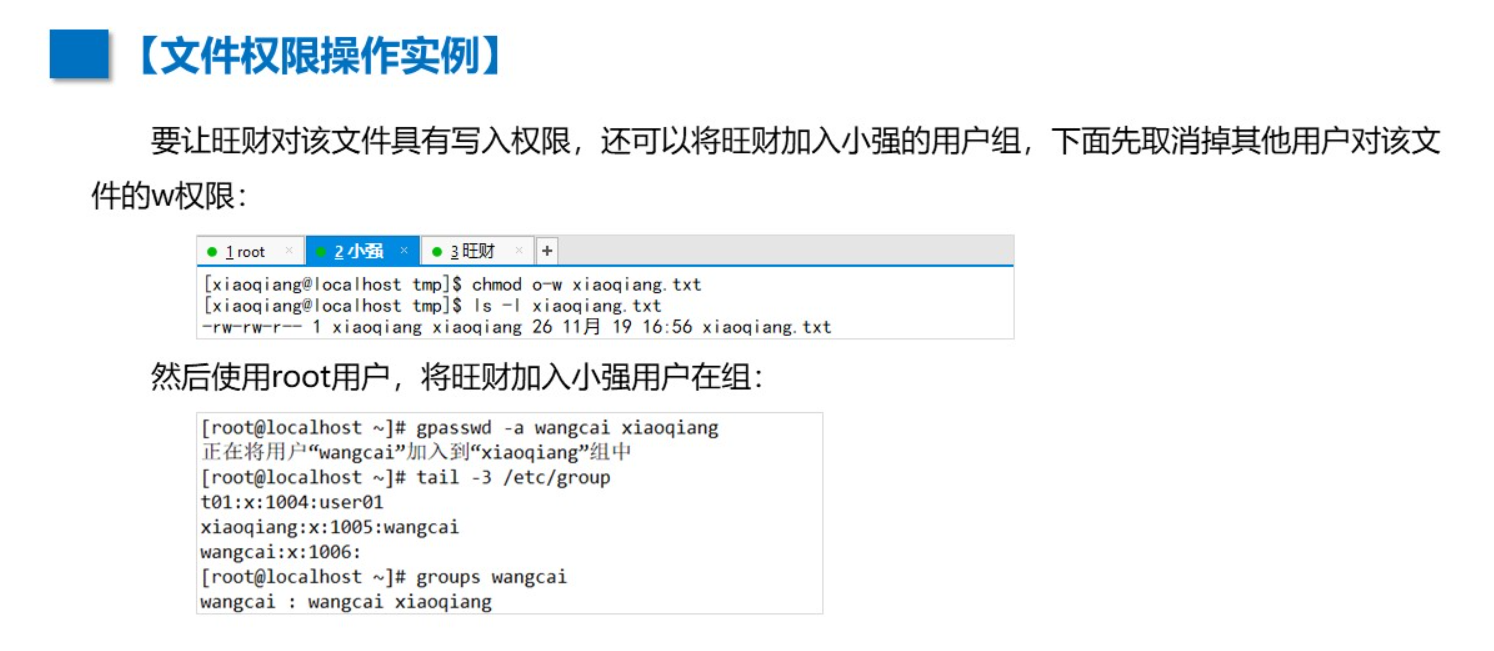 【文件权限操作实例】
要让旺财对该文件具有写入权限，还可以将旺财加入小强的用户组，下面先取消掉其他用户对该文
件的w权限：
1 root × 2 小强 × 3 旺财 × +
[xiaoqiang@localhost tmp]$ chmod o-w xiaoqiang.txt
[xiaoqiang@localhost tmp]$ ls -l xiaoqiang.txt
-rw-rw-r-- 1 xiaoqiang xiaoqiang 26 11月 19 16:56 xiaoqiang.txt
然后使用root用户，将旺财加入小强用户在组：
[root@localhost ~]# gpasswd -a wangcai xiaoqiang
正在将用户“wangcai”加入到“xiaoqiang”组中
[root@localhost ~]# tail -3 /etc/group
t01:x:1004:user01
xiaoqiang:x:1005:wangcai
wangcai:x:1006:
[root@localhost ~]# groups wangcai
wangcai : wangcai xiaoqiang